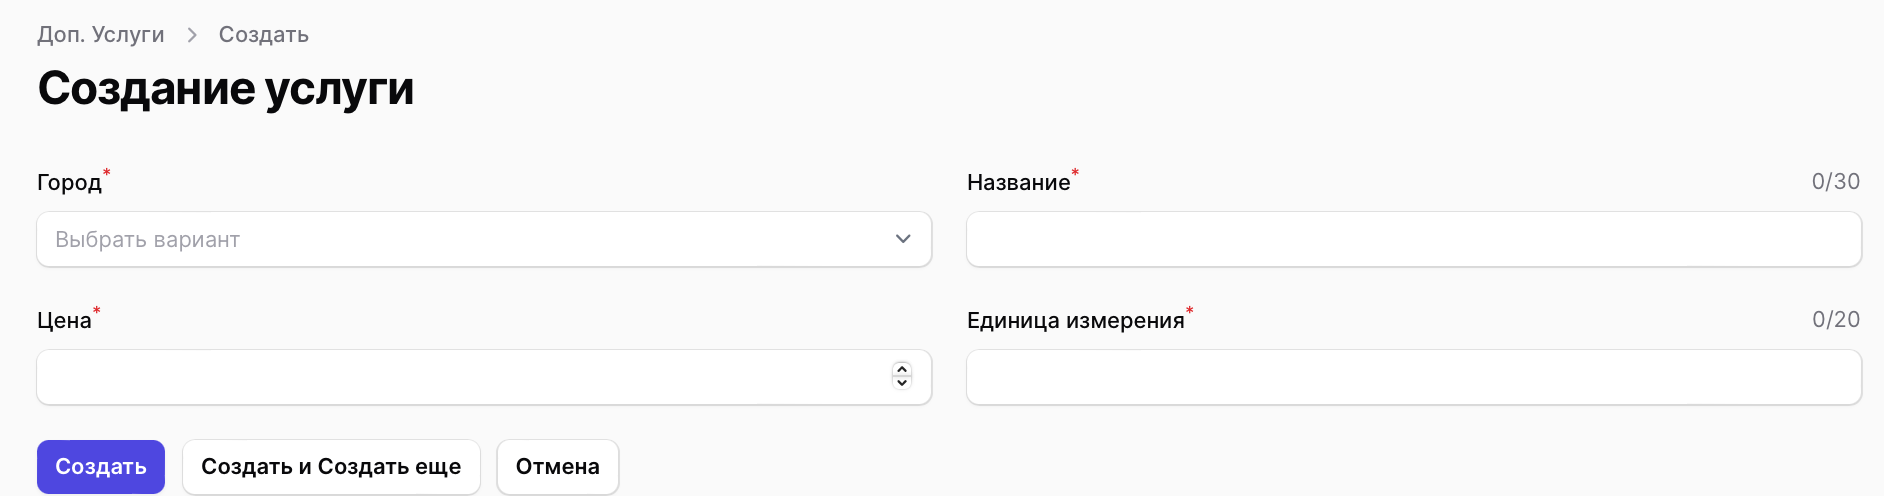 Доп. Услуги > Создать
Создание услуги
Город*
Название* 0/30
Выбрать вариант
Цена*
Единица измерения* 0/20
Создать
Создать и Создать еще
Отмена